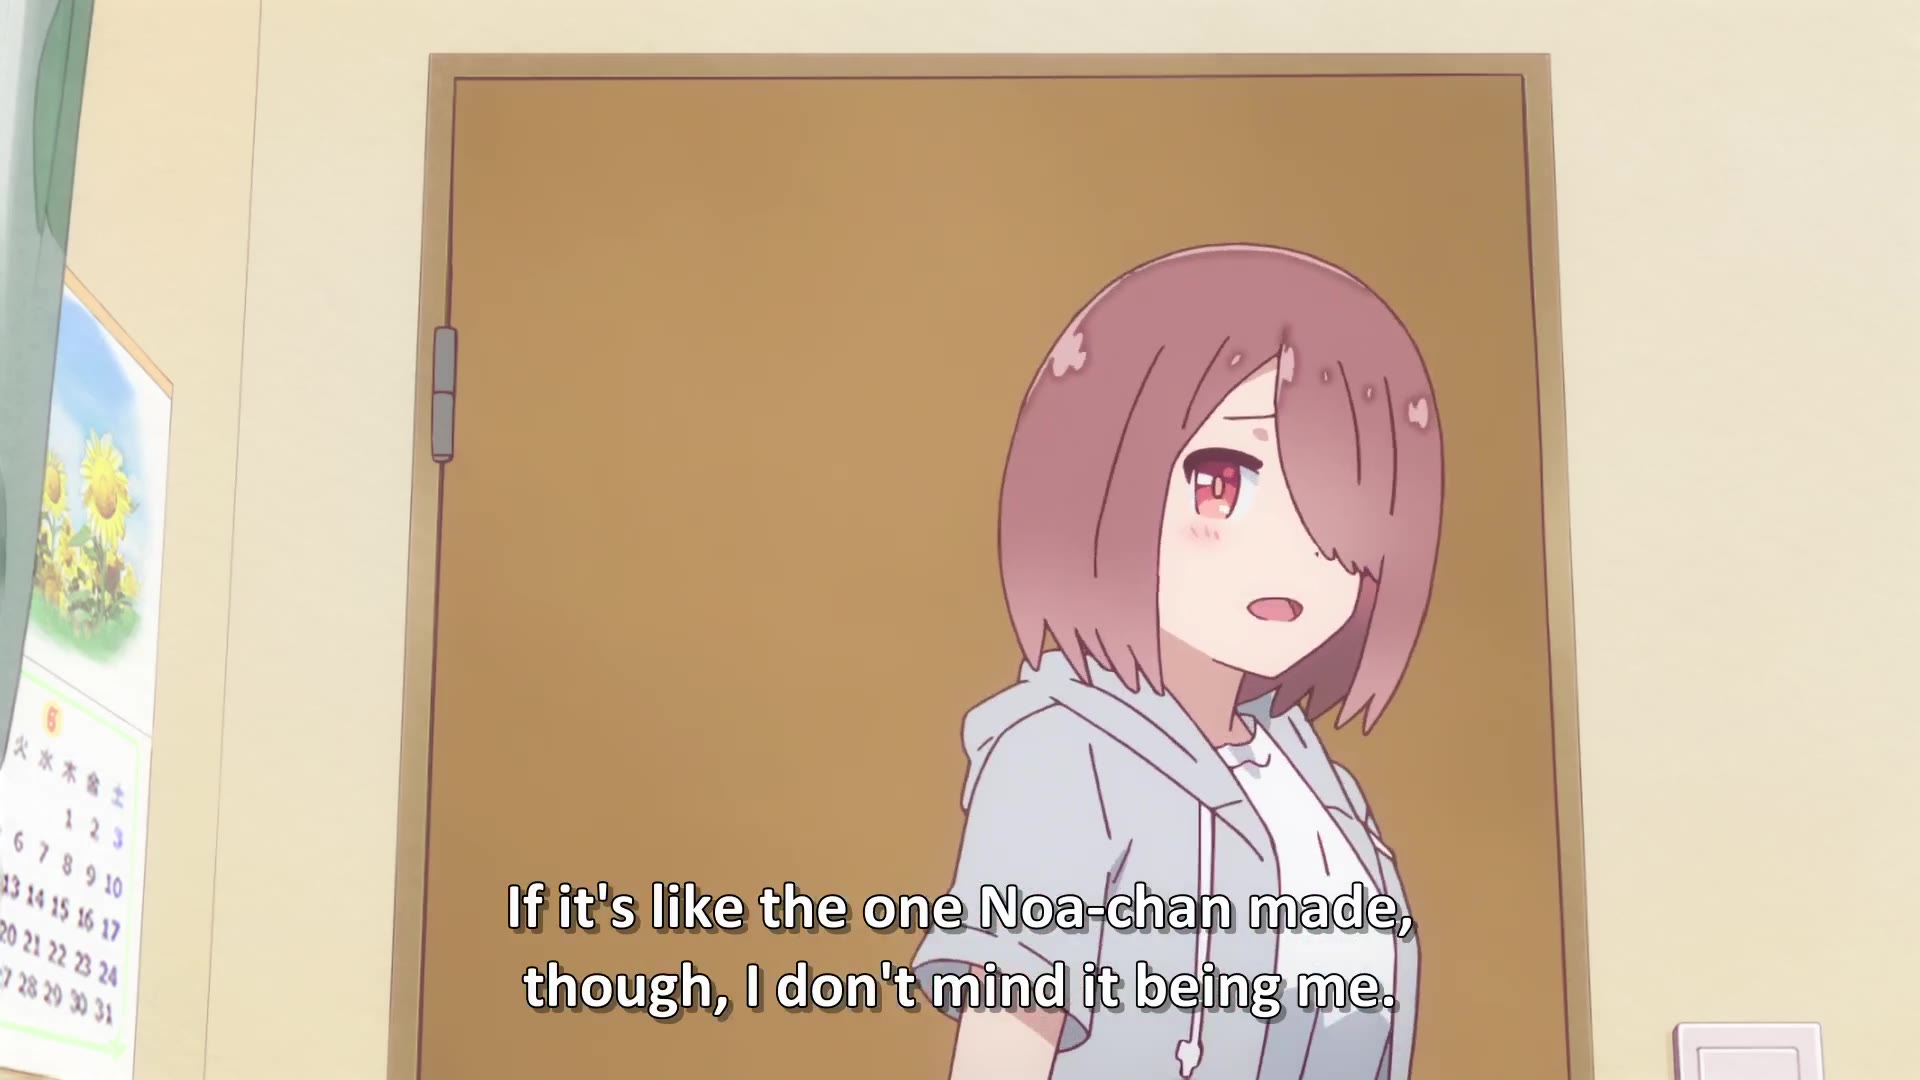 6
火 水 木 金 土
1 2 3
6 7 8 9 10
13 14 15 16 17
20 21 22 23 24
27 28 29 30 31
If it's like the one Noa-chan made,
though, I don't mind it being me.